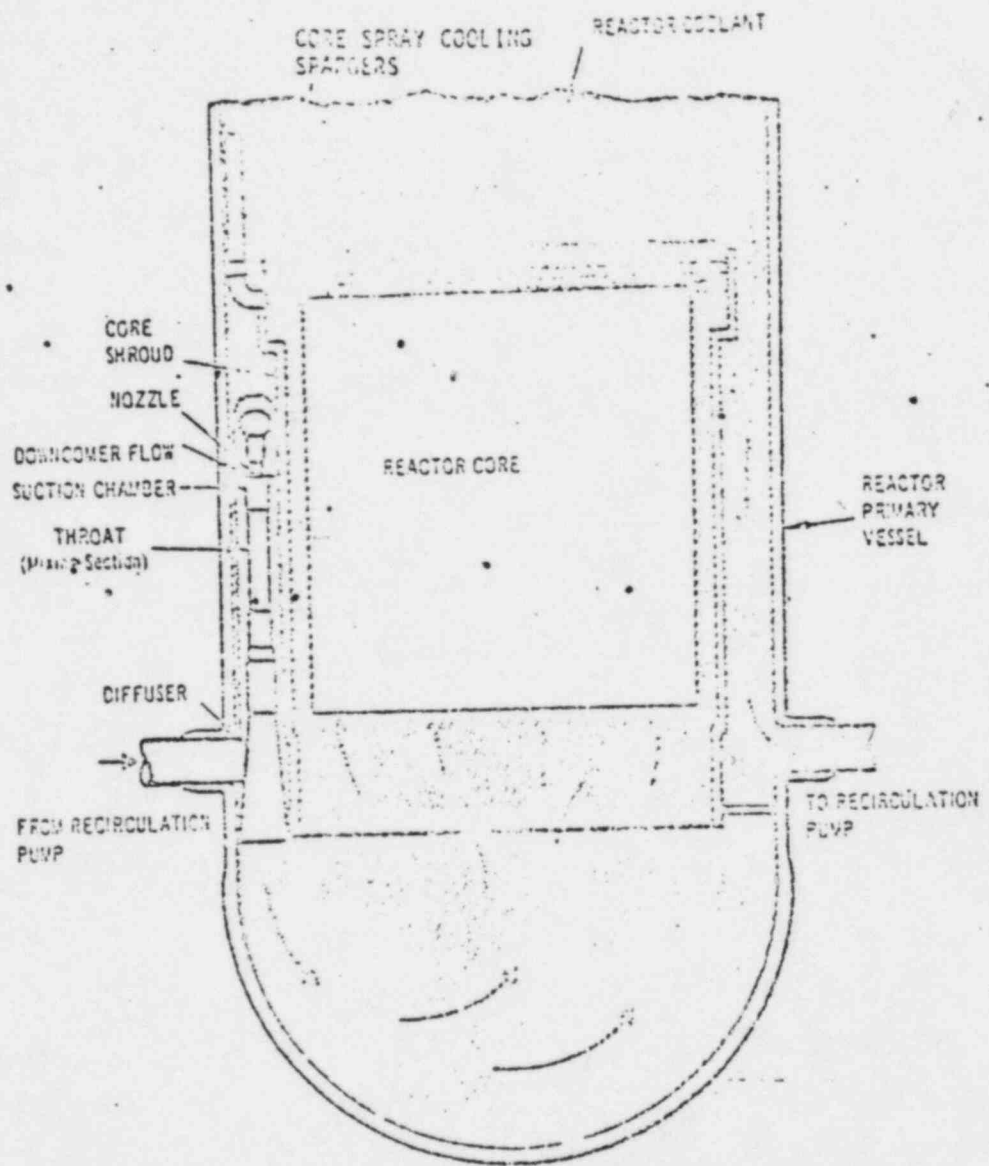 CORE SPRAY COOLING
SPARGERS
REACTOR COOLANT
CORE
SHROUD
NOZZLE
DOWNCOMER FLOW
SUCTION CHAMBER
THROAT
(Mixing Section)
REACTOR CORE
REACTOR
PRIMARY
VESSEL
DIFFUSER
FROM RECIRCULATION
PUMP
TO RECIRCULATION
PUMP